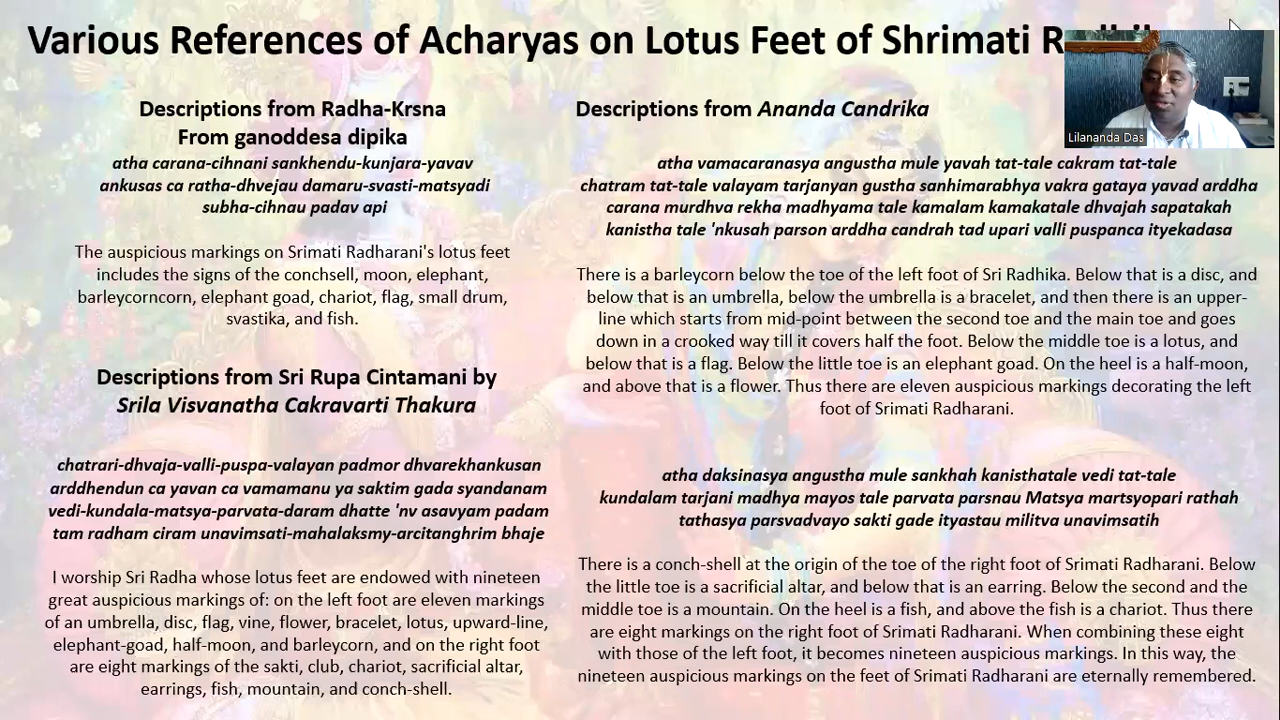 Various References of Acharyas on Lotus Feet of Shrimati
Descriptions from Radha-Krsna
From ganoddesa dipika
atha carana-cihnani sankhendu-kunjara-yavav
ankusas ca ratha-dhvejau damaru-svasti-matsyadi
subha-cihnau padav api
The auspicious markings on Srimati Radharani's lotus feet
includes the signs of the conchsell, moon, elephant,
barleycorncorn, elephant goad, chariot, flag, small drum,
svastika, and fish.
Descriptions from Sri Rupa Cintamani by
Srila Visvanatha Cakravarti Thakura
chatrari-dhvaja-valli-puspa-valayan padmor dhvarekhankusan
arddhendun ca yavan ca vamamanu ya saktim gada syandanam
vedi-kundala-matsya-parvata-daram dhatte 'nv asavyam padam
tam radham ciram unavimsati-mahalaksmy-arcitanghrim bhaje
I worship Sri Radha whose lotus feet are endowed with nineteen
great auspicious markings of: on the left foot are eleven markings
of an umbrella, disc, flag, vine, flower, bracelet, lotus, upward-line,
elephant-goad, half-moon, and barleycorn, and on the right foot
are eight markings of the sakti, club, chariot, sacrificial altar,
earrings, fish, mountain, and conch-shell.
Descriptions from Ananda Candrika
atha vamacaranasya angustha mule yavah tat-tale cakram tat-tale
chatram tat-tale valayam tarjanyan gustha sanhimarabhya vakra gataya yavad arddha
carana murdhva rekha madhyama tale kamalam kamakatale dhvajah sapatakah
kanistha tale 'nkusah parson arddha candrah tad upari valli puspanca ityekadasa
There is a barleycorn below the toe of the left foot of Sri Radhika. Below that is a disc, and
below that is an umbrella, below the umbrella is a bracelet, and then there is an upper-
line which starts from mid-point between the second toe and the main toe and goes
down in a crooked way till it covers half the foot. Below the middle toe is a lotus, and
below that is a flag. Below the little toe is an elephant goad. On the heel is a half-moon,
and above that is a flower. Thus there are eleven auspicious markings decorating the left
foot of Srimati Radharani.
atha daksinasya angustha mule sankhah kanisthatale vedi tat-tale
kundalam tarjani madhya mayos tale parvata parsnau Matsya martsyopari rathah
tathasya parsvadvayo sakti gade ityastau militva unavimsatih
There is a conch-shell at the origin of the toe of the right foot of Srimati Radharani. Below
the little toe is a sacrificial altar, and below that is an earring. Below the second and the
middle toe is a mountain. On the heel is a fish, and above the fish is a chariot. Thus there
are eight markings on the right foot of Srimati Radharani. When combining these eight
with those of the left foot, it becomes nineteen auspicious markings. In this way, the
nineteen auspicious markings on the feet of Srimati Radharani are eternally remembered.
Lilananda Das